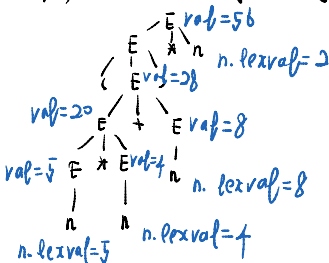 E val=56
E * n n.lexval=2
( E val=28 )
val=20 E + E val=8
val=5 E * E val=4 n n.lexval=8
n n
n.lexval=5 n.lexval=4